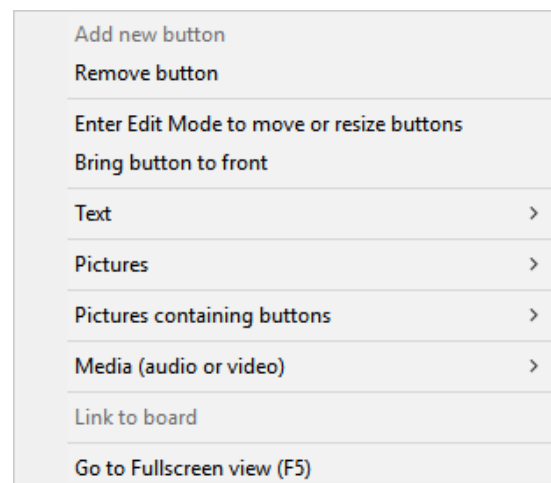 Add new button
Remove button
Enter Edit Mode to move or resize buttons
Bring button to front
Text
Pictures
Pictures containing buttons
Media (audio or video)
Link to board
Go to Fullscreen view (F5)